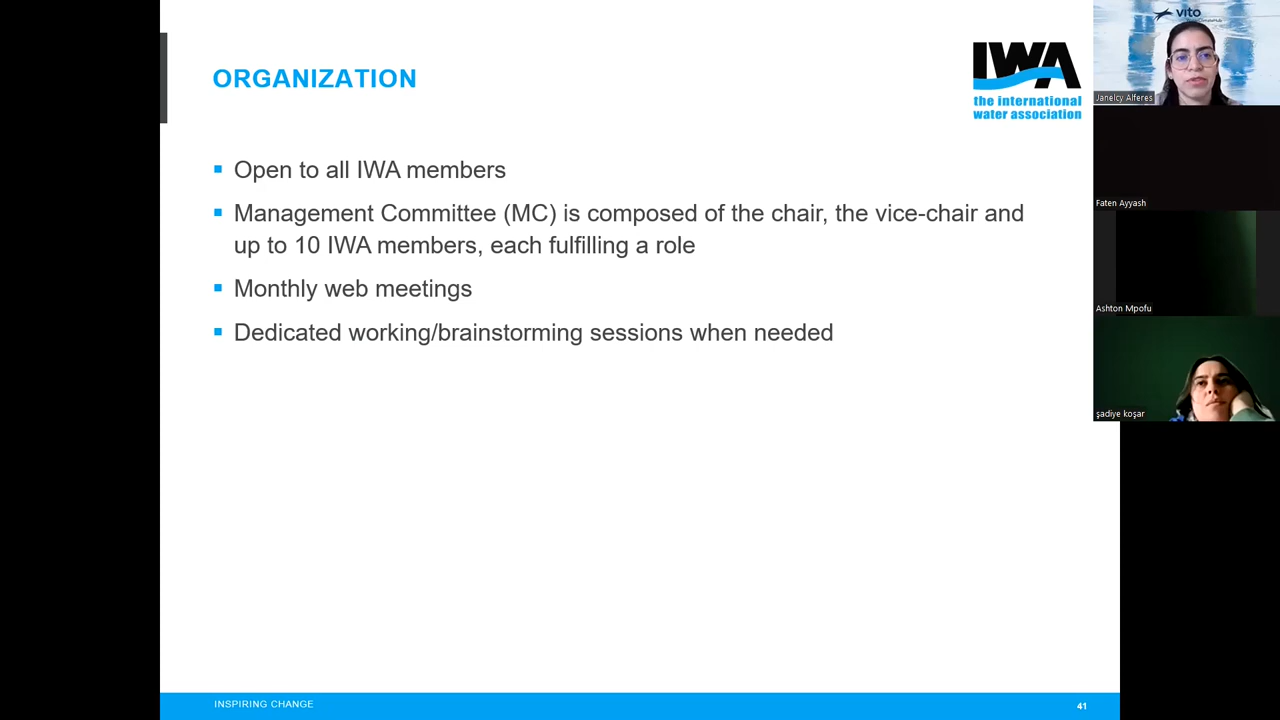 ORGANIZATION
IWA
the international
water association
Open to all IWA members
Management Committee (MC) is composed of the chair, the vice-chair and
up to 10 IWA members, each fulfilling a role
Monthly web meetings
Dedicated working/brainstorming sessions when needed
INSPIRING CHANGE
41
vito
Janelcy Alferes
Faten Ayyash
Ashton Mpofu
şadiye koşar